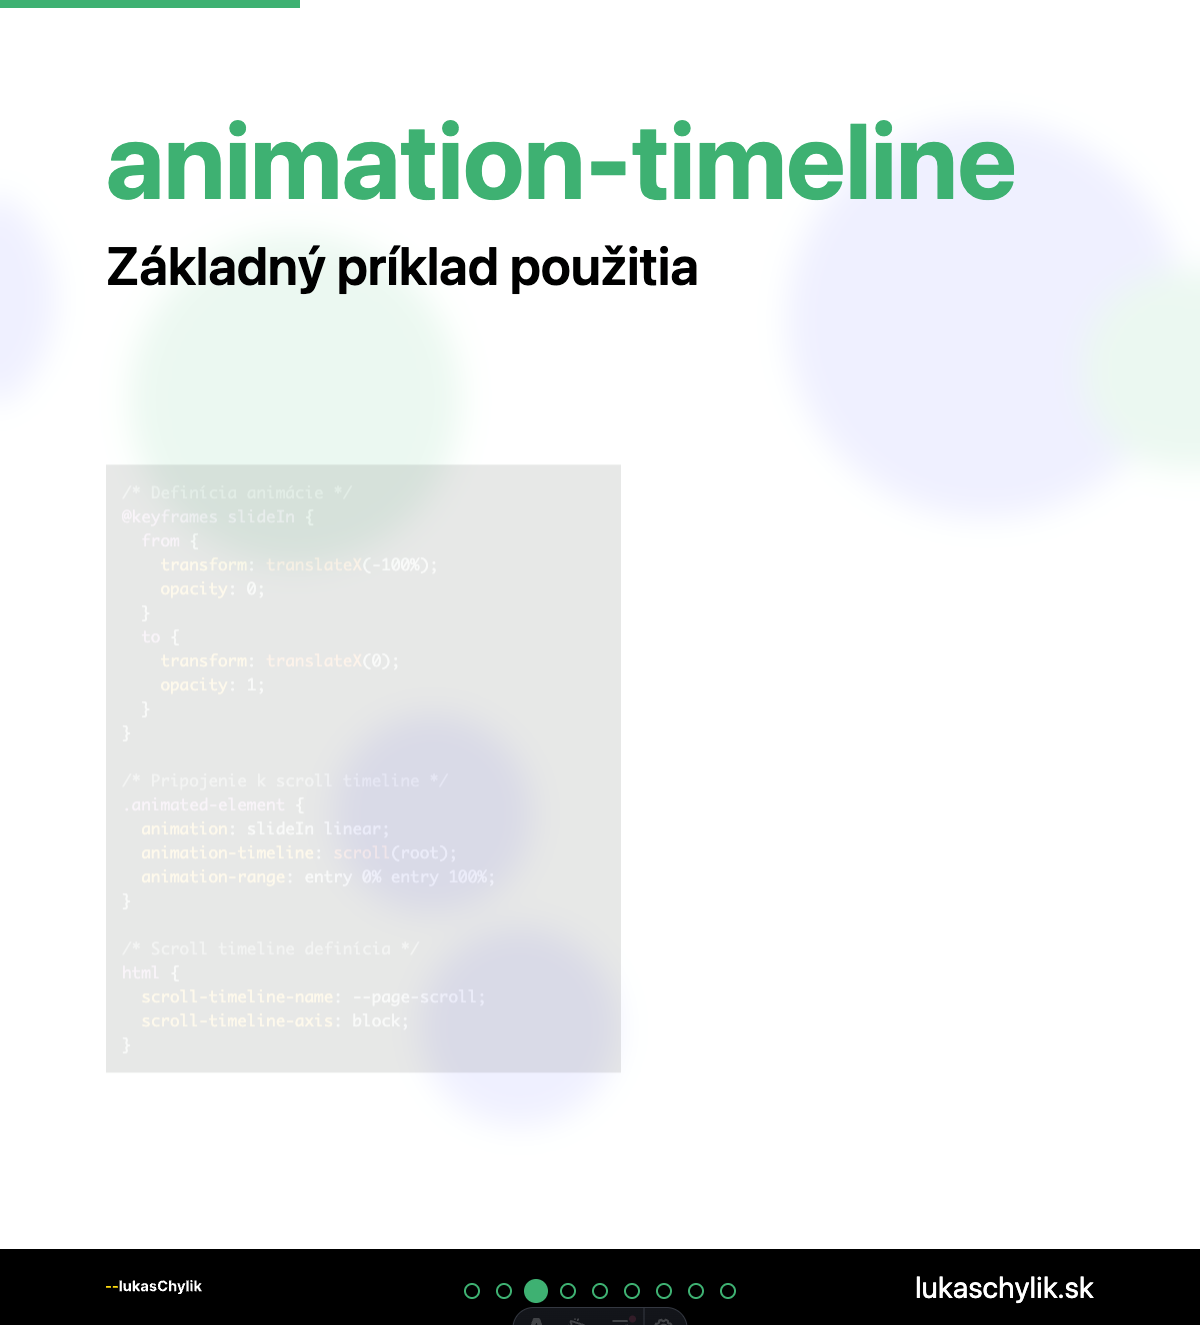 animation-timeline
Základný príklad použitia
/* Definícia animácie */
@keyframes slideIn {
  from {
    transform: translateX(-100%);
    opacity: 0;
  }
  to {
    transform: translateX(0);
    opacity: 1;
  }
}
/* Pripojenie k scroll timeline */
.animated-element {
  animation: slideIn linear;
  animation-timeline: scroll(root);
  animation-range: entry 0% entry 100%;
}
/* Scroll timeline definícia */
html {
  scroll-timeline-name: --page-scroll;
  scroll-timeline-axis: block;
}
--lukasChylik
lukaschylik.sk